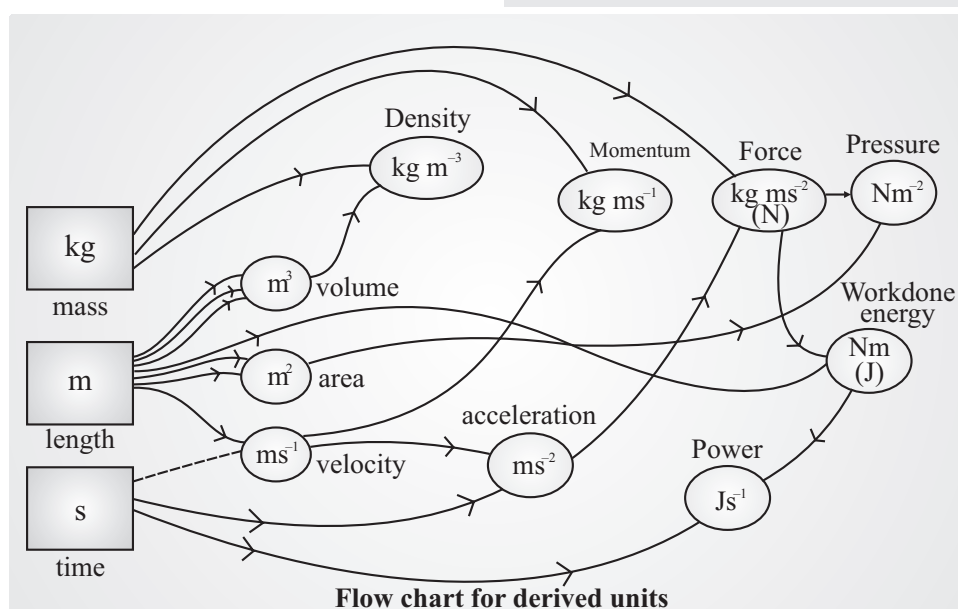 Density
kg m⁻³
Momentum
kg ms⁻¹
Force
kg ms⁻²
(N)
Pressure
Nm⁻²
kg
mass
m³ volume
Workdone
energy
Nm
(J)
m
length
m² area
acceleration
ms⁻²
ms⁻¹ velocity
Power
Js⁻¹
s
time
Flow chart for derived units